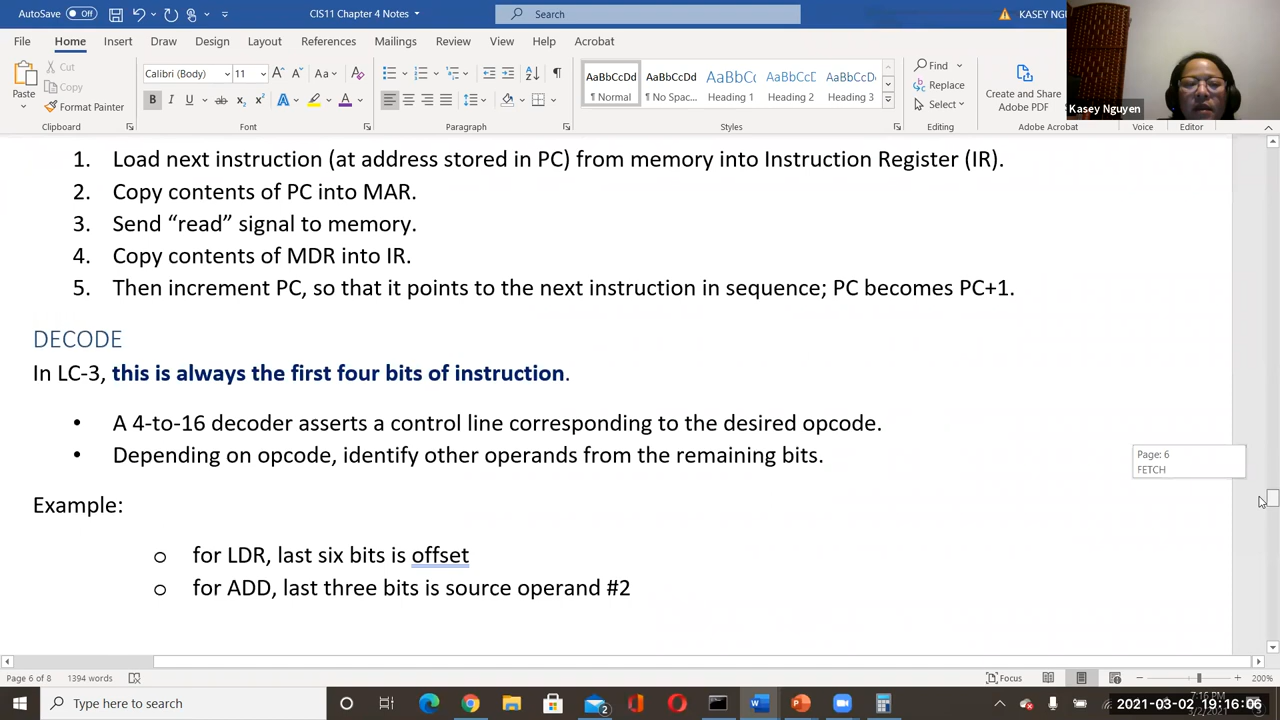 AutoSave Off CIS11 Chapter 4 Notes Search KASEY NGU
File Home Insert Draw Design Layout References Mailings Review View Help Acrobat
Paste Cut Copy Format Painter
Calibri (Body) 11
AaBbCcDd AaBbCcDd AaBbCc AaBbCcD AaBbCcD
¶ Normal ¶ No Spac... Heading 1 Heading 2 Heading 3
Find Replace Select
Create and Share Adobe PDF
Kasey Nguyen
Clipboard Font Paragraph Styles Editing Adobe Acrobat Voice Editor
1. Load next instruction (at address stored in PC) from memory into Instruction Register (IR).
2. Copy contents of PC into MAR.
3. Send “read” signal to memory.
4. Copy contents of MDR into IR.
5. Then increment PC, so that it points to the next instruction in sequence; PC becomes PC+1.
DECODE
In LC-3, this is always the first four bits of instruction.
• A 4-to-16 decoder asserts a control line corresponding to the desired opcode.
• Depending on opcode, identify other operands from the remaining bits.
Page: 6
FETCH
Example:
o for LDR, last six bits is offset
o for ADD, last three bits is source operand #2
Page 6 of 8 1394 words Focus 200%
Type here to search
2021-03-02 19:16:06